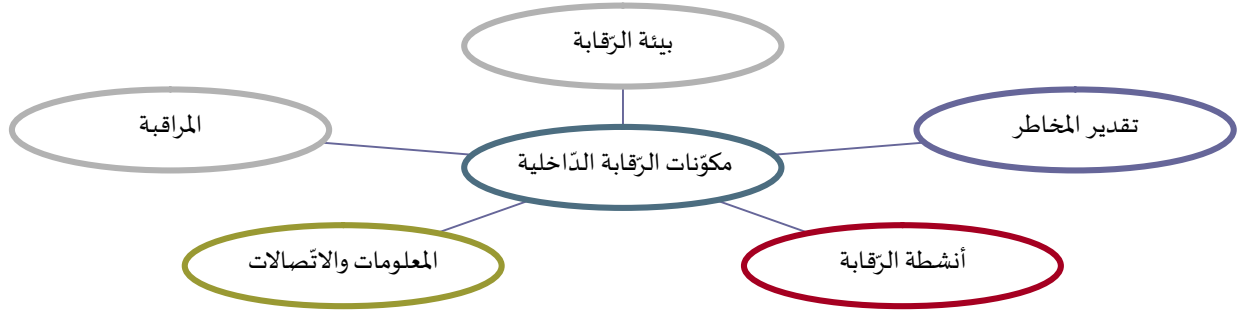 بيئة الرّقابة
تقدير المخاطر
المراقبة
مكوّنات الرّقابة الدّاخلية
أنشطة الرّقابة
المعلومات والاتّصالات